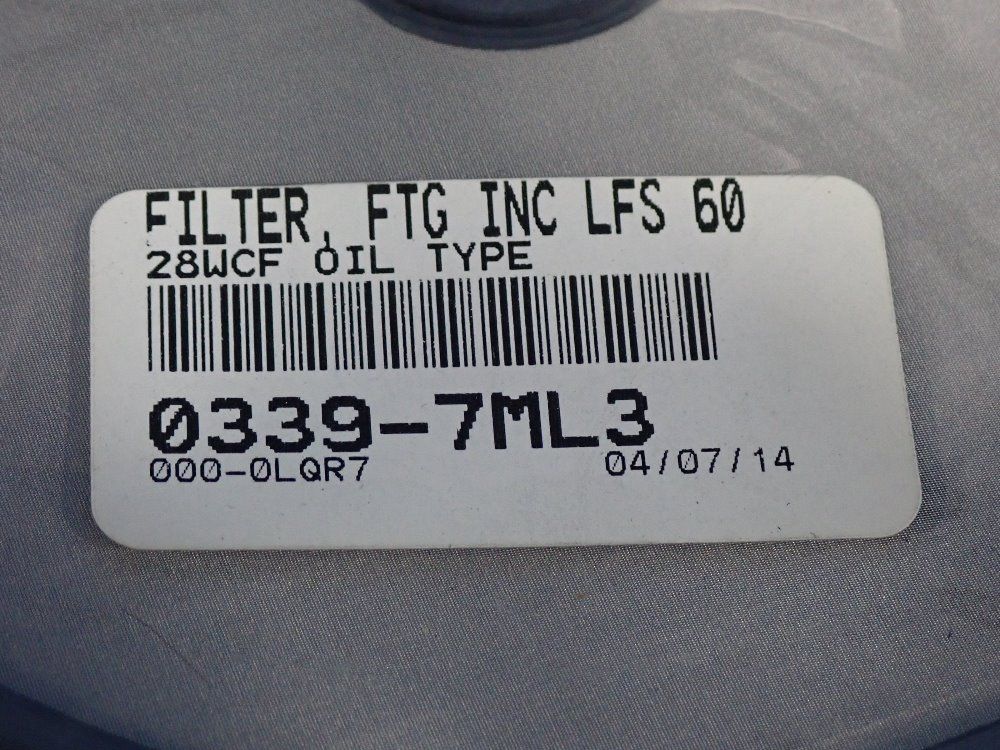 FILTER, FTG INC LFS 60
28WCF OIL TYPE
0339-7ML3
000-0LQR7 04/07/14